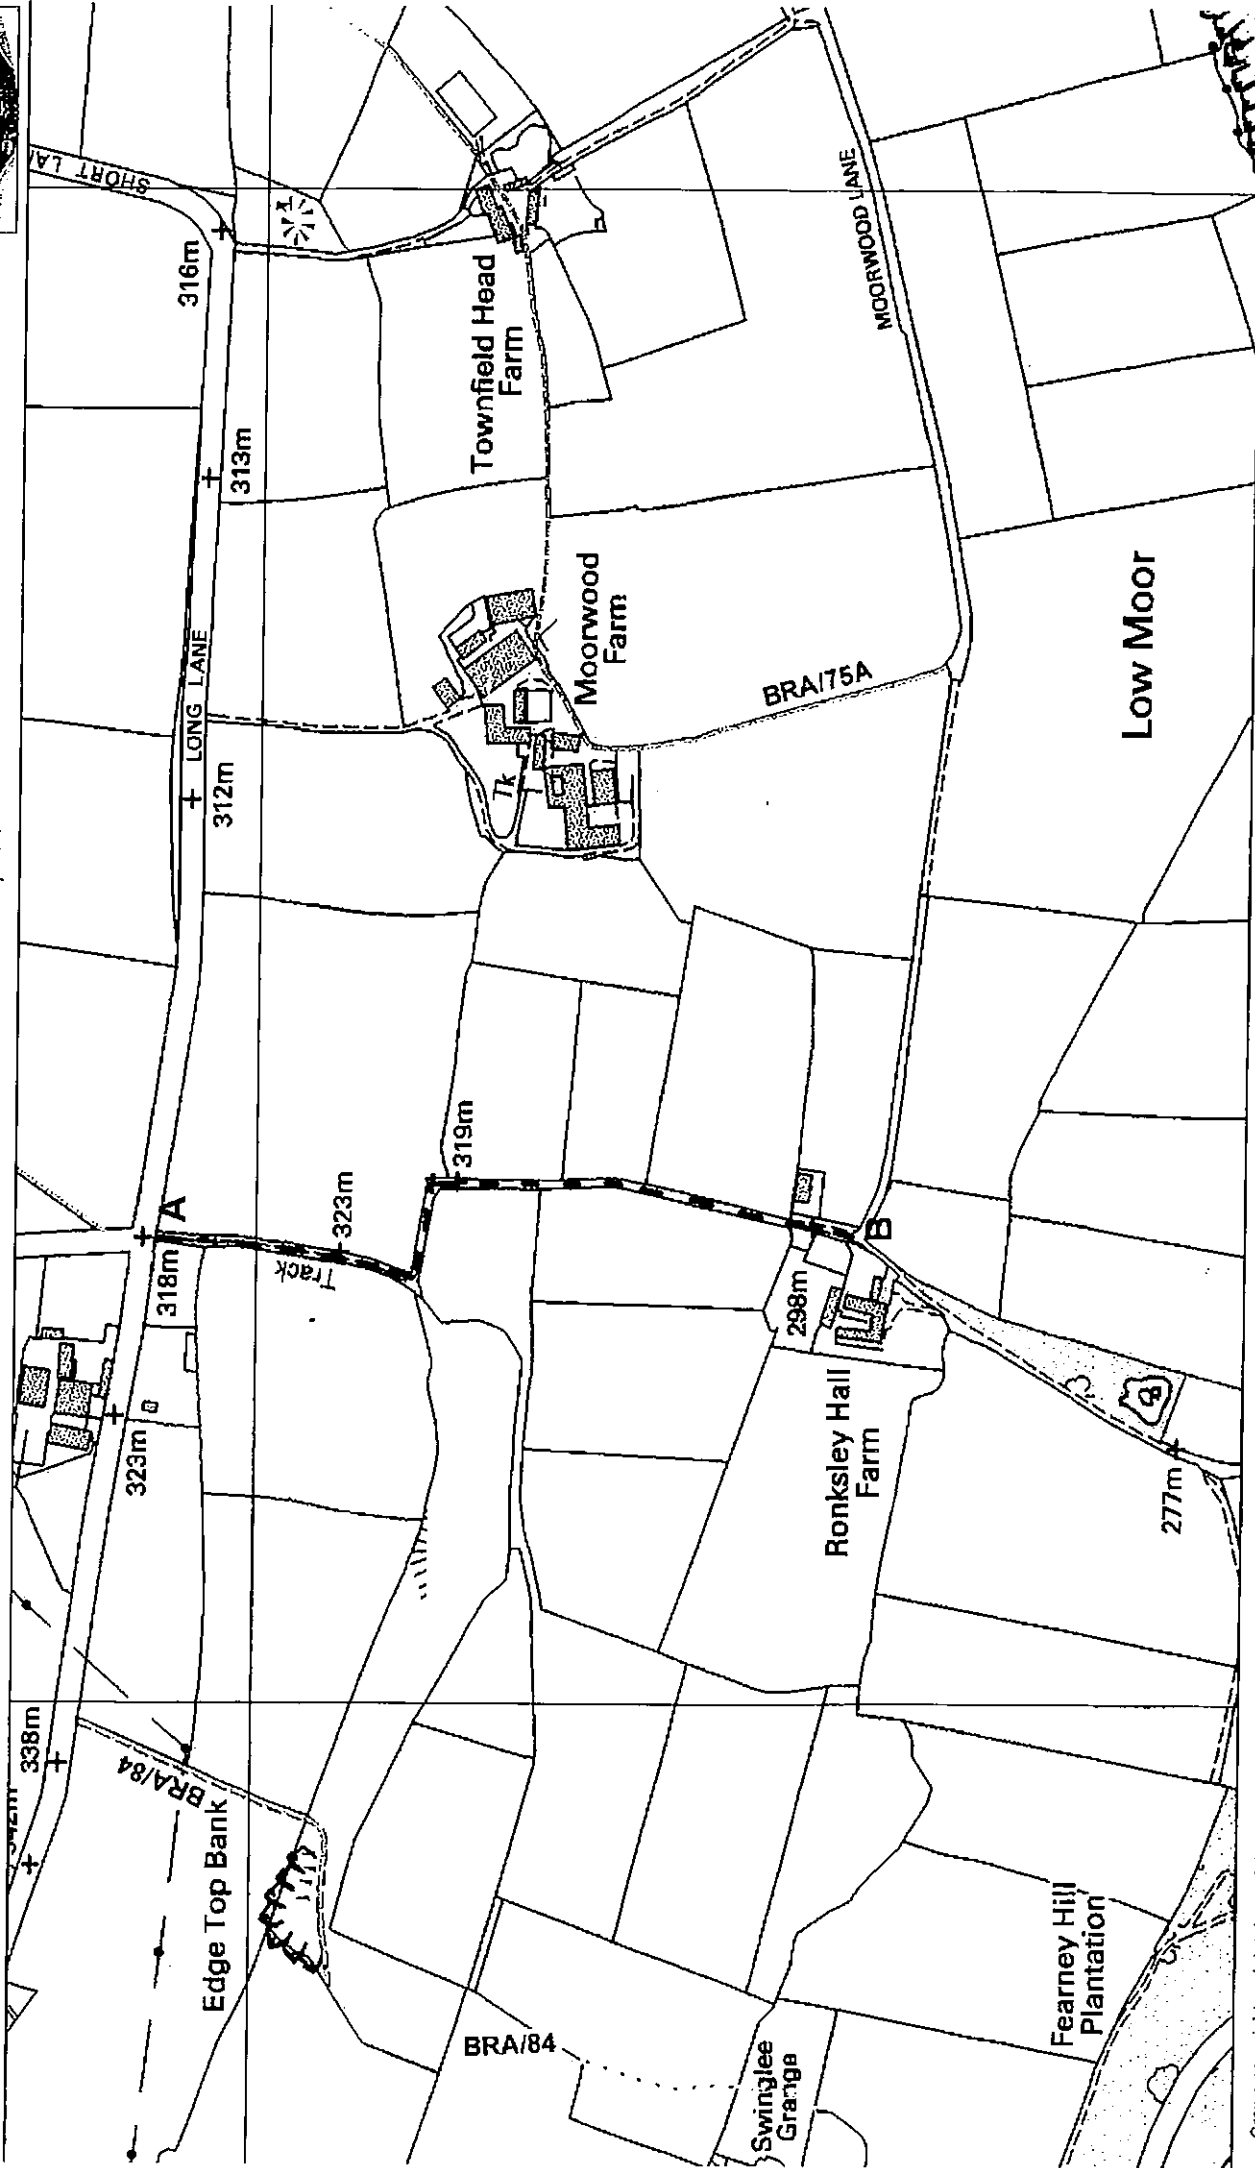 SHORT LA
316m
LONG LANE
313m
312m
Townfield Head
Farm
MOORWOOD LANE
Moorwood
Farm
Tk
BRA/75A
Low Moor
A
318m
323m
Track
323m
319m
B
298m
Ronksley Hall
Farm
277m
338m
BRA/84
Edge Top Bank
BRA/84
Swinglee
Grange
Fearney Hill
Plantation